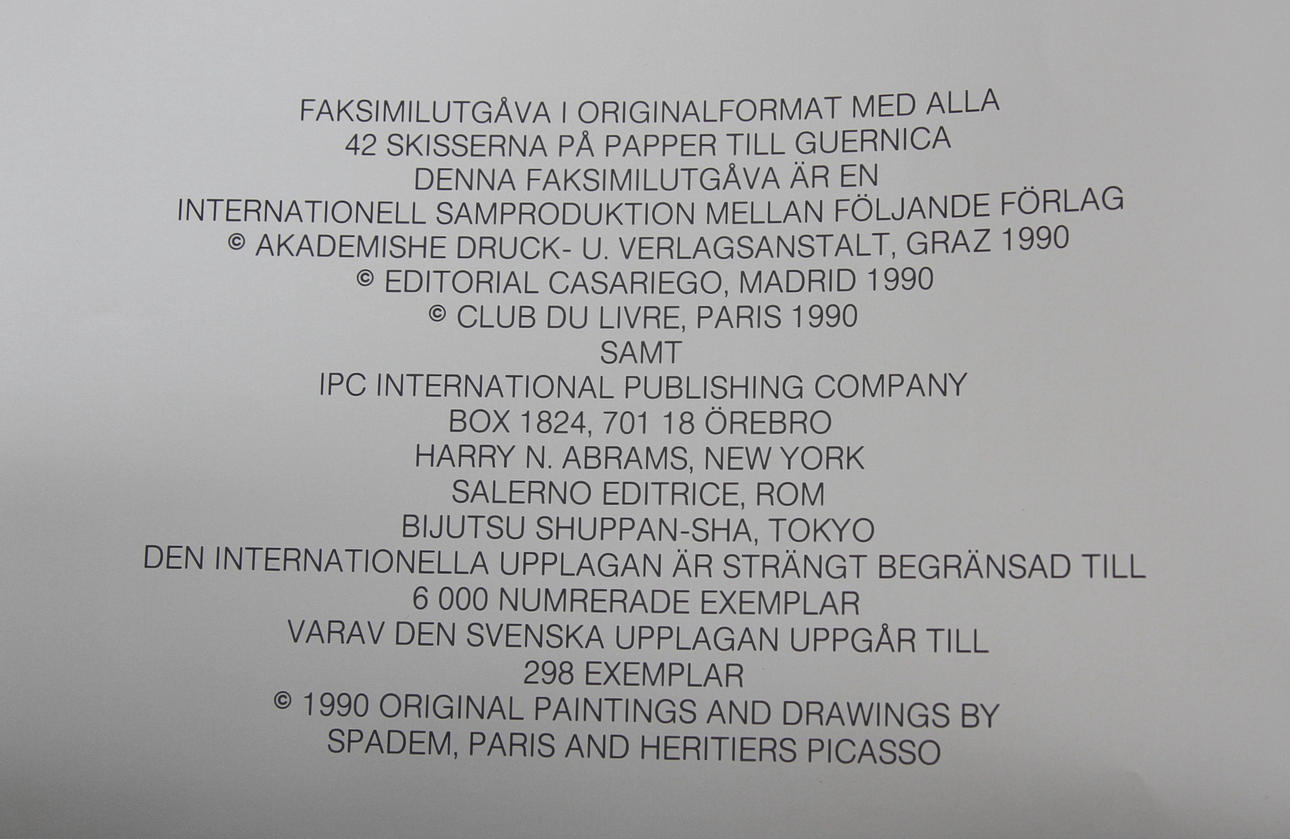 FAKSIMILUTGÅVA I ORIGINALFORMAT MED ALLA
42 SKISSERNA PÅ PAPPER TILL GUERNICA
DENNA FAKSIMILUTGÅVA ÄR EN
INTERNATIONELL SAMPRODUKTION MELLAN FÖLJANDE FÖRLAG
© AKADEMISHE DRUCK- U. VERLAGSANSTALT, GRAZ 1990
© EDITORIAL CASARIEGO, MADRID 1990
© CLUB DU LIVRE, PARIS 1990
SAMT
IPC INTERNATIONAL PUBLISHING COMPANY
BOX 1824, 701 18 ÖREBRO
HARRY N. ABRAMS, NEW YORK
SALERNO EDITRICE, ROM
BIJUTSU SHUPPAN-SHA, TOKYO
DEN INTERNATIONELLA UPPLAGAN ÄR STRÄNGT BEGRÄNSAD TILL
6 000 NUMRERADE EXEMPLAR
VARAV DEN SVENSKA UPPLAGAN UPPGÅR TILL
298 EXEMPLAR
© 1990 ORIGINAL PAINTINGS AND DRAWINGS BY
SPADEM, PARIS AND HERITIERS PICASSO